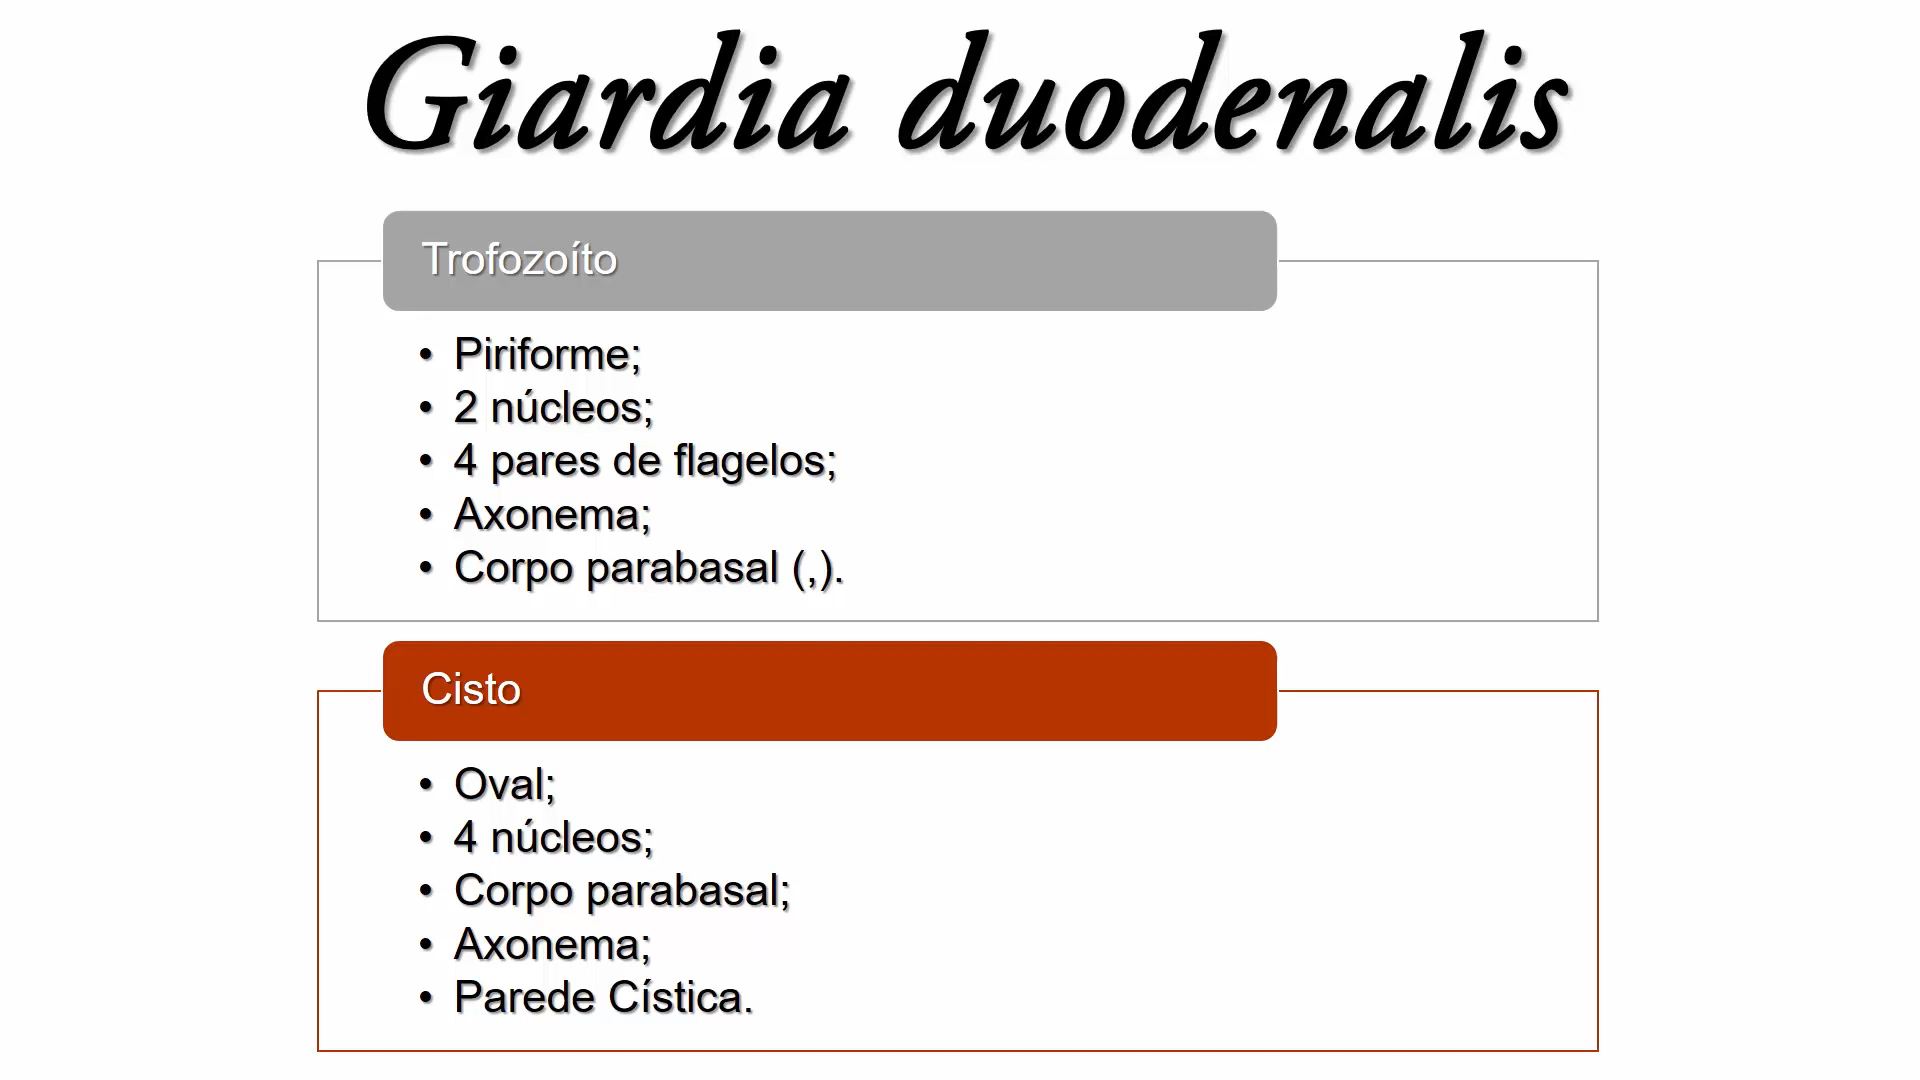 Giardia duodenalis
Trofozoíto
• Piriforme;
• 2 núcleos;
• 4 pares de flagelos;
• Axonema;
• Corpo parabasal (,).
Cisto
• Oval;
• 4 núcleos;
• Corpo parabasal;
• Axonema;
• Parede Cística.